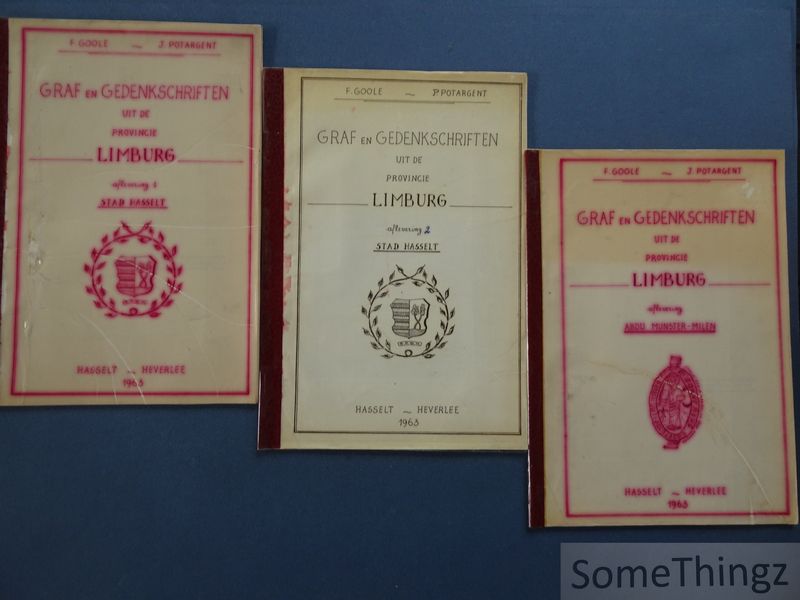 F. GOOLE ~ J. POTARGENT
GRAF EN GEDENKSCHRIFTEN
UIT DE
PROVINCIE
LIMBURG
aflevering 1
STAD HASSELT
HASSELT ~ HEVERLEE
1963
F. GOOLE ~ P. POTARGENT
GRAF EN GEDENKSCHRIFTEN
UIT DE
PROVINCIE
LIMBURG
aflevering 2
STAD HASSELT
HASSELT ~ HEVERLEE
1963
F. GOOLE ~ J. POTARGENT
GRAF EN GEDENKSCHRIFTEN
UIT DE
PROVINCIE
LIMBURG
aflevering
ABDIJ MUNSTER-BILZEN
HASSELT ~ HEVERLEE
1963
SomeThingz